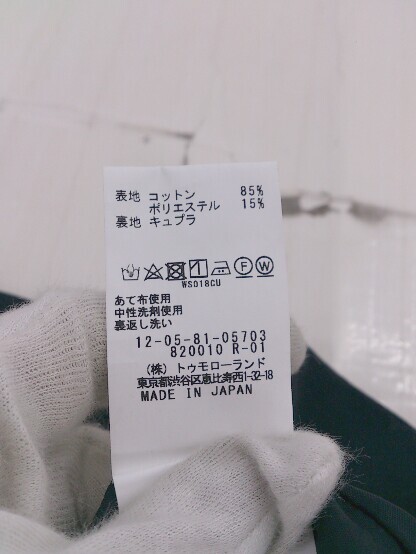 表地 コットン 85%
ポリエステル 15%
裏地 キュプラ
F W
WS018CU
あて布使用
中性洗剤使用
裏返し洗い
12-05-81-05703
820010 R-01
(株) トゥモローランド
東京都渋谷区恵比寿西1-32-18
MADE IN JAPAN